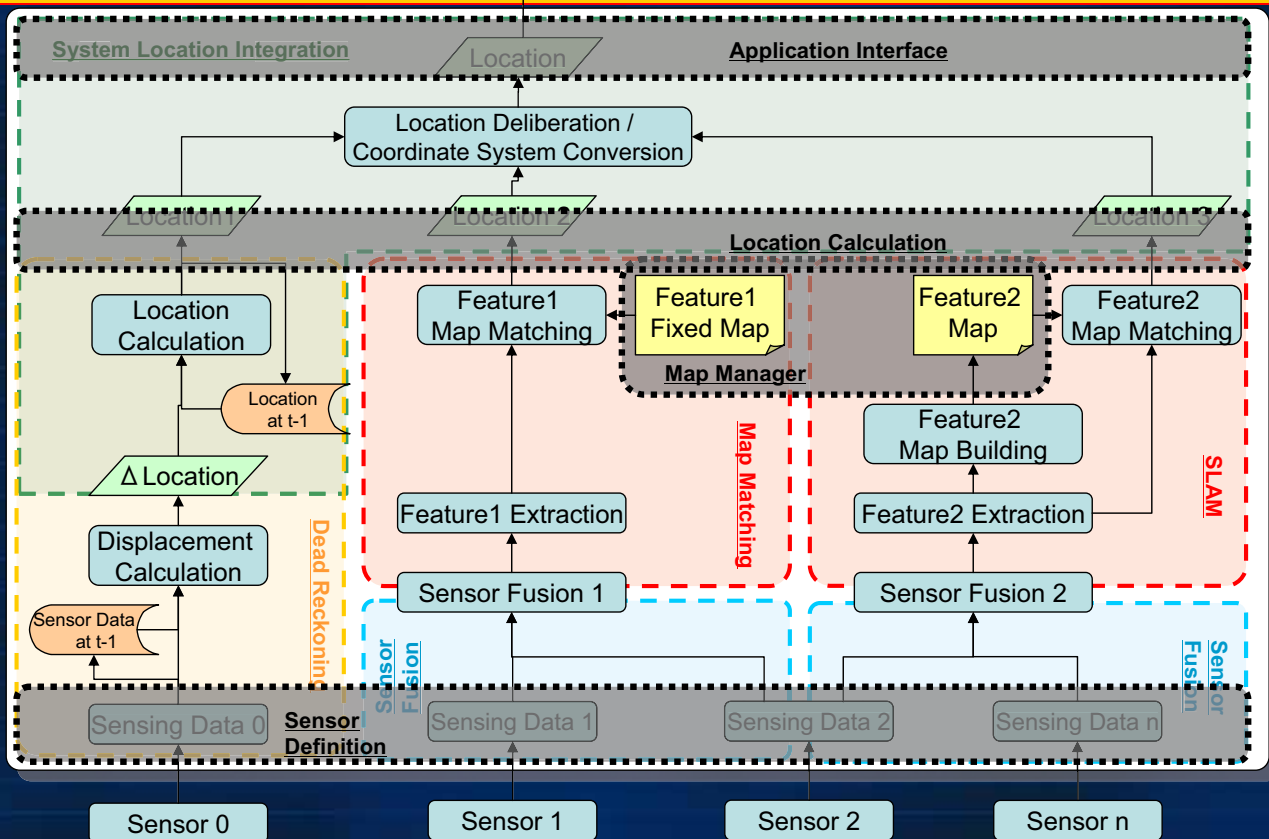 System Location Integration
Location
Application Interface
Location Deliberation /
Coordinate System Conversion
Location1
Location 2
Location 3
Location Calculation
Location
Calculation
Feature1
Map Matching
Feature1
Fixed Map
Feature2
Map
Feature2
Map Matching
Map Manager
Location
at t-1
Feature2
Map Building
Δ Location
Map Matching
SLAM
Feature1 Extraction
Feature2 Extraction
Displacement
Calculation
Dead Reckoning
Sensor Fusion 1
Sensor Fusion 2
Sensor Data
at t-1
Sensor
Fusion
Sensor
Fusion
Sensing Data 0
Sensor
Definition
Sensing Data 1
Sensing Data 2
Sensing Data n
Sensor 0
Sensor 1
Sensor 2
Sensor n